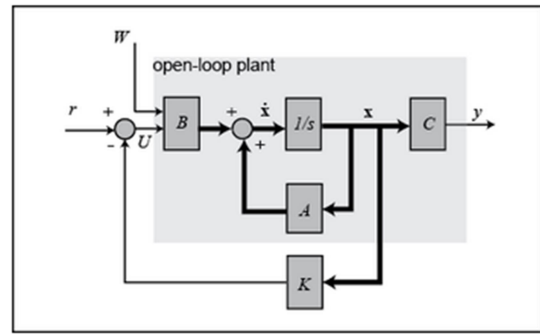 W
open-loop plant
r
+
-
U
B
+
+
ẋ
1/s
x
C
y
A
K